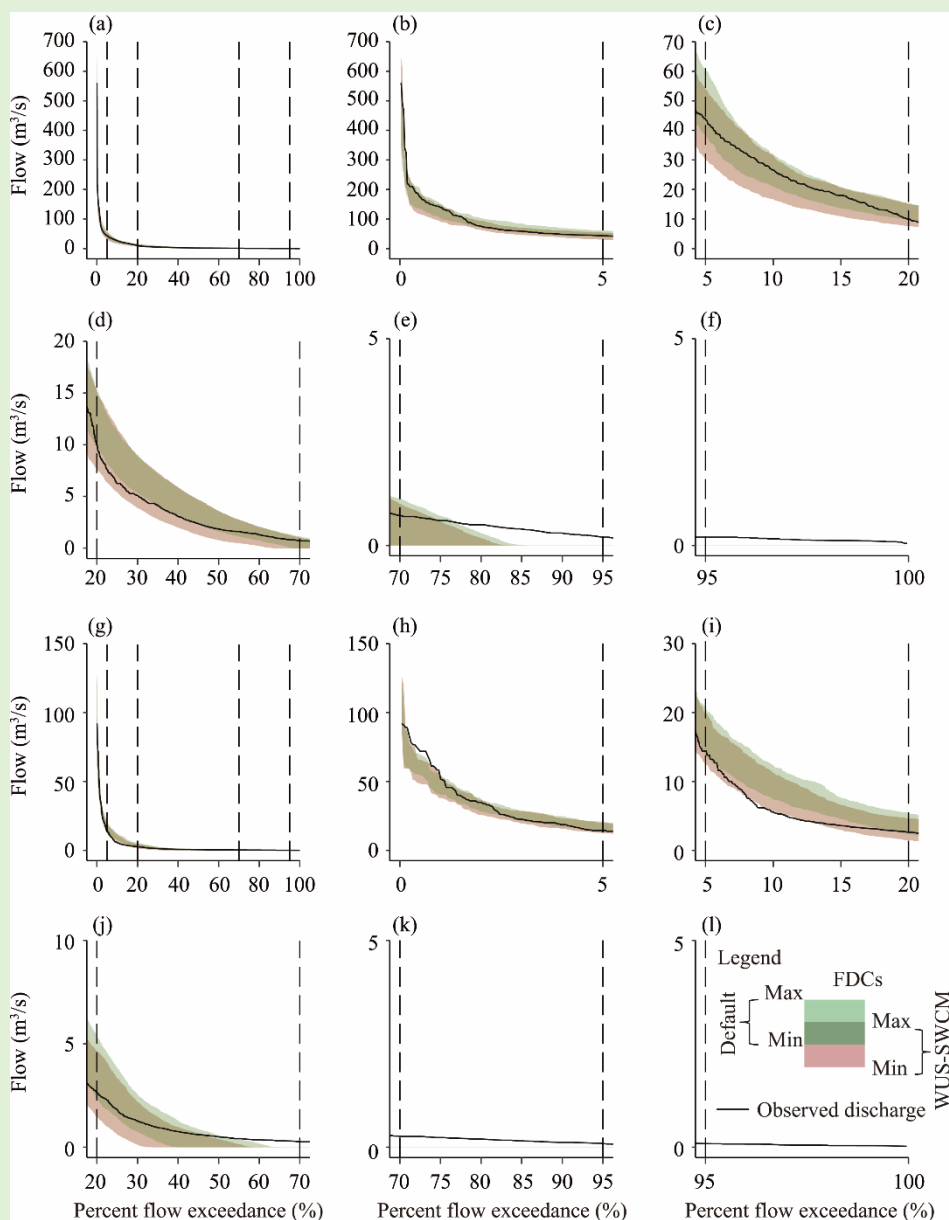 (a) (b) (c)
700 700 70
600 600 60
500 500 50
400 400 40
300 300 30
200 200 20
100 100 10
0 0 0
Flow (m³/s)
0 20 40 60 80 100 0 5 5 10 15 20
(d) (e) (f)
20 5 5
15
10
5
0 0 0
Flow (m³/s)
20 30 40 50 60 70 70 75 80 85 90 95 95 100
(g) (h) (i)
150 150 30
100 100 20
50 50 10
0 0 0
Flow (m³/s)
0 20 40 60 80 100 0 5 5 10 15 20
(j) (k) (l)
10 5 5
5
0 0 0
Flow (m³/s)
Legend
FDCs
Default
Max
Min
Max
Min
WUS-SWCM
Observed discharge
20 30 40 50 60 70 70 75 80 85 90 95 95 100
Percent flow exceedance (%) Percent flow exceedance (%) Percent flow exceedance (%)